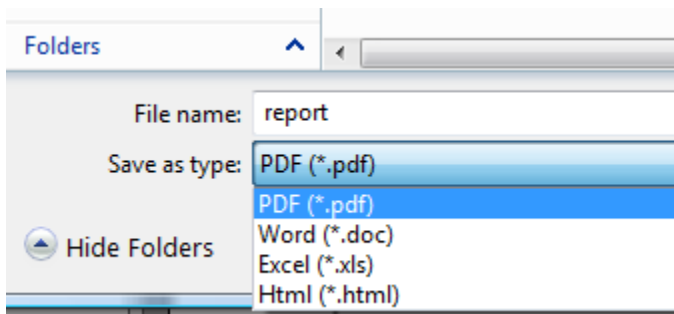 Folders
File name: report
Save as type: PDF (*.pdf)
PDF (*.pdf)
Word (*.doc)
Hide Folders
Excel (*.xls)
Html (*.html)